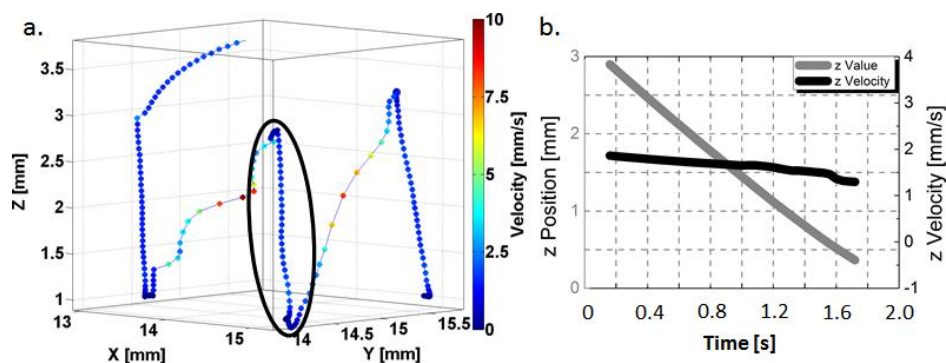 a.
3.5
3
2.5
2
1.5
1
Z [mm]
13
14
15
X [mm]
14
14.5
15
15.5
Y [mm]
10
7.5
5
2.5
0
Velocity [mm/s]
b.
3
2
1
0
z Position [mm]
z Value
z Velocity
4
3
2
1
0
-1
z Velocity [mm/s]
0 0.4 0.8 1.2 1.6 2.0
Time [s]